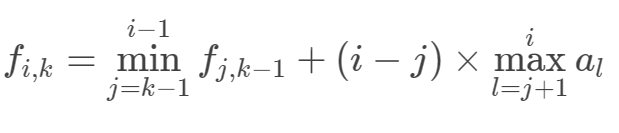 $f_{i,k} = \min_{j=k-1}^{i-1} f_{j,k-1} + (i-j) \times \max_{l=j+1}^{i} a_l$